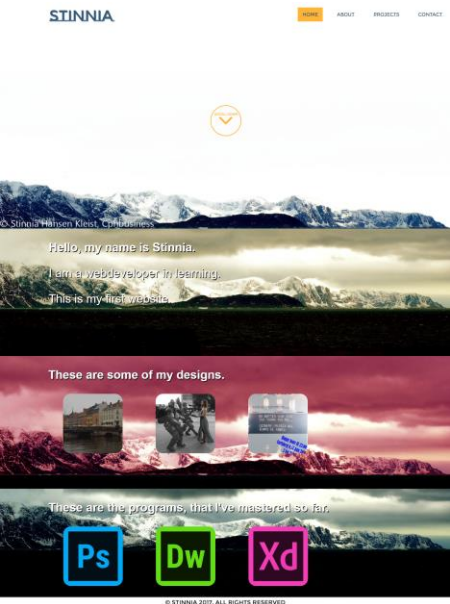 STINNIA
HOME ABOUT PROJECTS CONTACT
© Stinnia Hansen Kleist, Cphbusiness
Hello, my name is Stinnia.
I am a webdeveloper in learning.
This is my first website.
These are some of my designs.
These are the programs, that I've mastered so far.
Ps Dw Xd
© STINNIA 2017. ALL RIGHTS RESERVED.